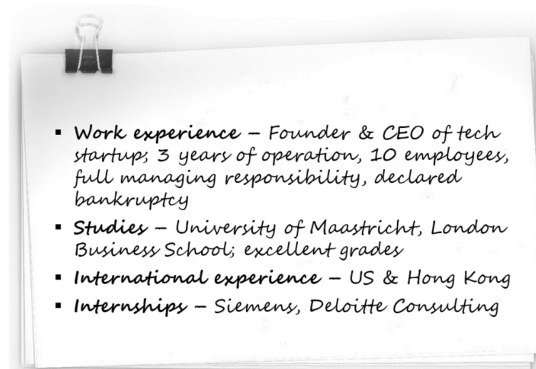 ▪ Work experience – Founder & CEO of tech
startup; 3 years of operation, 10 employees,
full managing responsibility, declared
bankruptcy
▪ Studies – University of Maastricht, London
Business School; excellent grades
▪ International experience – US & Hong Kong
▪ Internships – Siemens, Deloitte Consulting